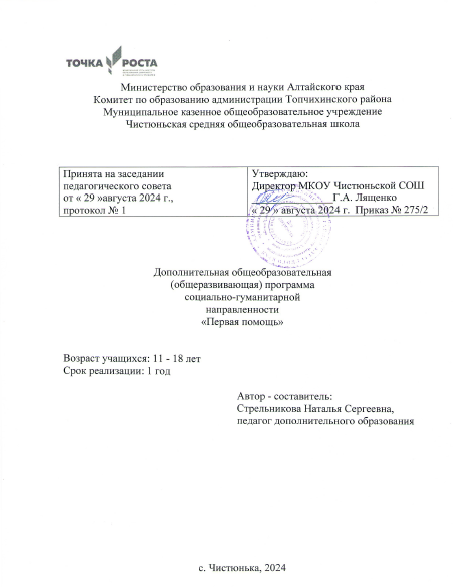 ТОЧКА РОСТА
Министерство образования и науки Алтайского края
Комитет по образованию администрации Топчихинского района
Муниципальное казенное общеобразовательное учреждение
Чистюньская средняя общеобразовательная школа
Принята на заседании
педагогического совета
от « 29 »августа 2024 г.,
протокол № 1
Утверждаю:
Директор МКОУ Чистюньской СОШ
Г.А. Лященко
« 29 » августа 2024 г. Приказ № 275/2
Дополнительная общеобразовательная
(общеразвивающая) программа
социально-гуманитарной
направленности
«Первая помощь»
Возраст учащихся: 11 - 18 лет
Срок реализации: 1 год
Автор - составитель:
Стрельникова Наталья Сергеевна,
педагог дополнительного образования
с. Чистюнька, 2024